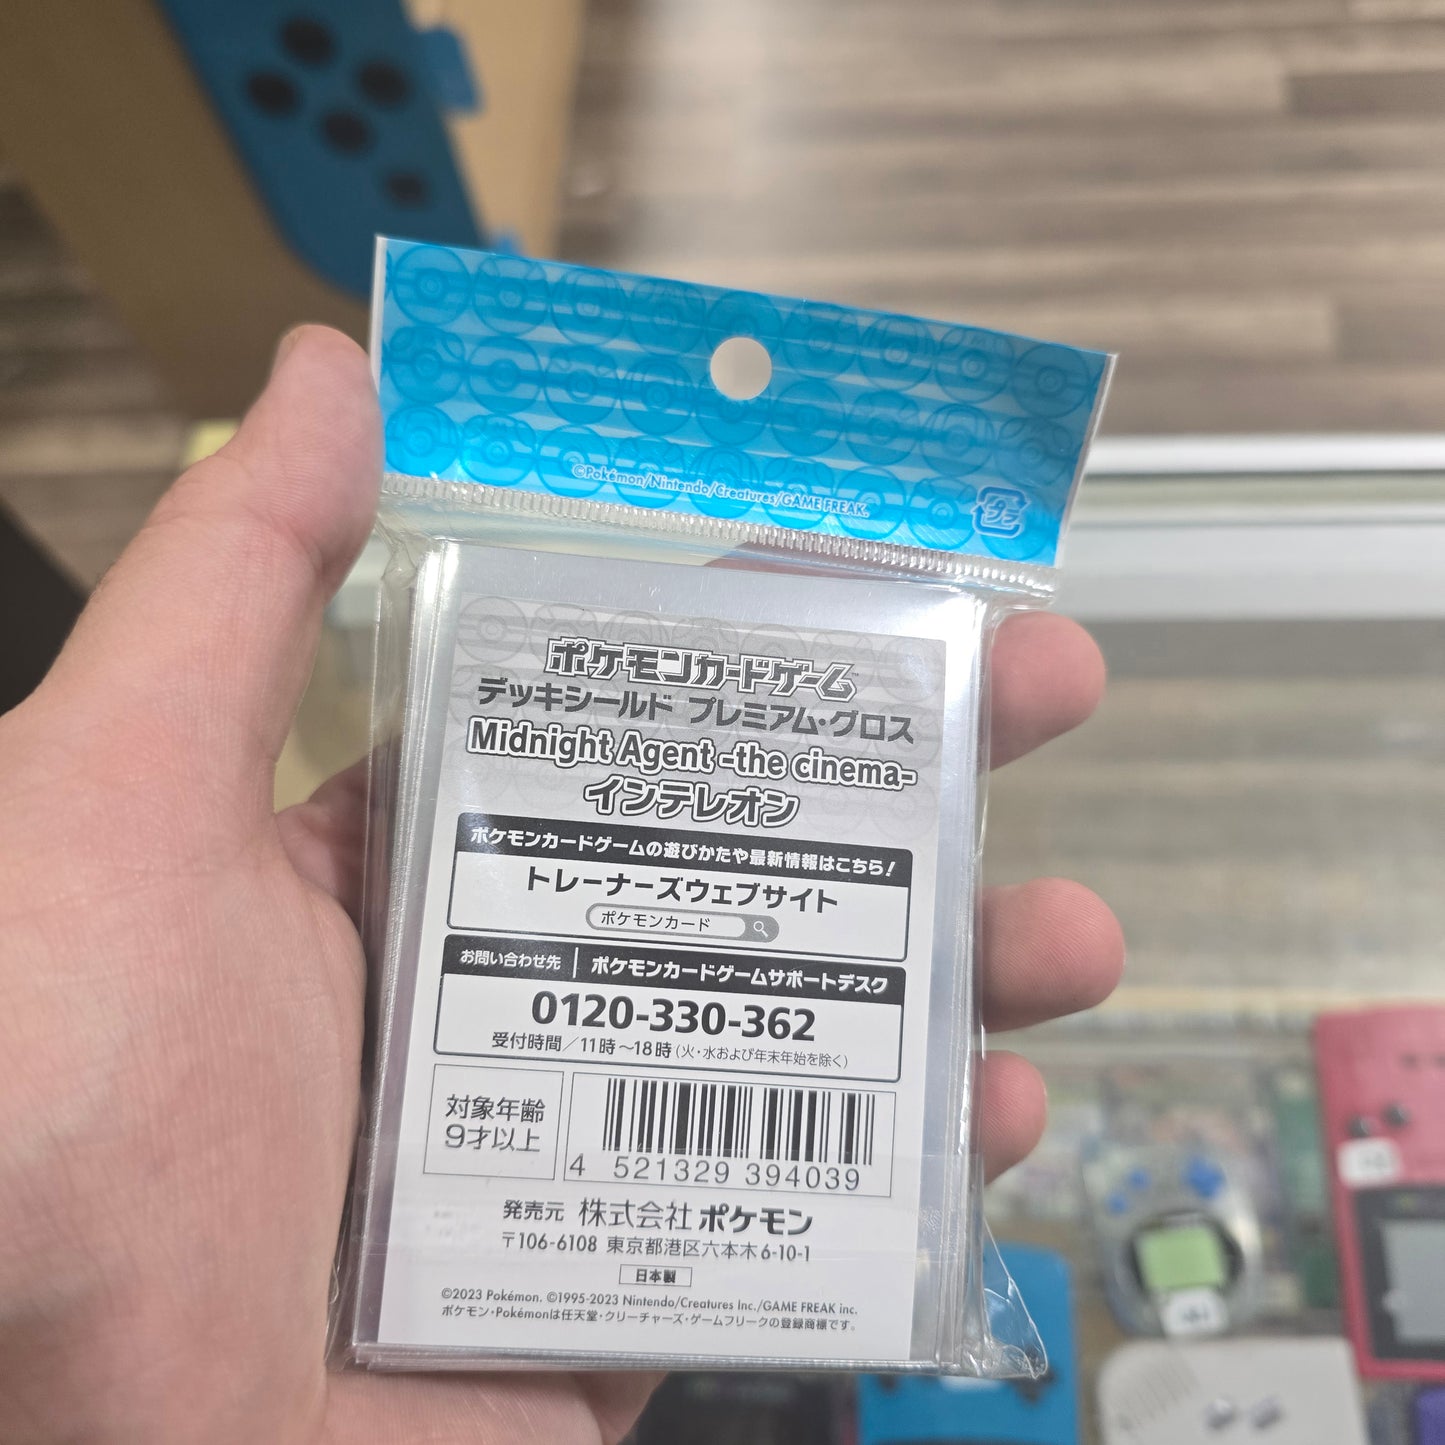 ©Pokémon/Nintendo/Creatures/GAME FREAK.
プラ
ポケモンカードゲーム™
デッキシールド プレミアム・グロス
Midnight Agent -the cinema-
インテレオン
ポケモンカードゲームの遊びかたや最新情報はこちら!
トレーナーズウェブサイト
ポケモンカード
お問い合わせ先 ポケモンカードゲームサポートデスク
0120-330-362
受付時間/11時~18時(火・水および年末年始を除く)
対象年齢
9才以上
4 521329 394039
発売元 株式会社 ポケモン
〒106-6108 東京都港区六本木6-10-1
日本製
©2023 Pokémon. ©1995-2023 Nintendo/Creatures Inc./GAME FREAK inc.
ポケモン・Pokémonは任天堂・クリーチャーズ・ゲームフリークの登録商標です。